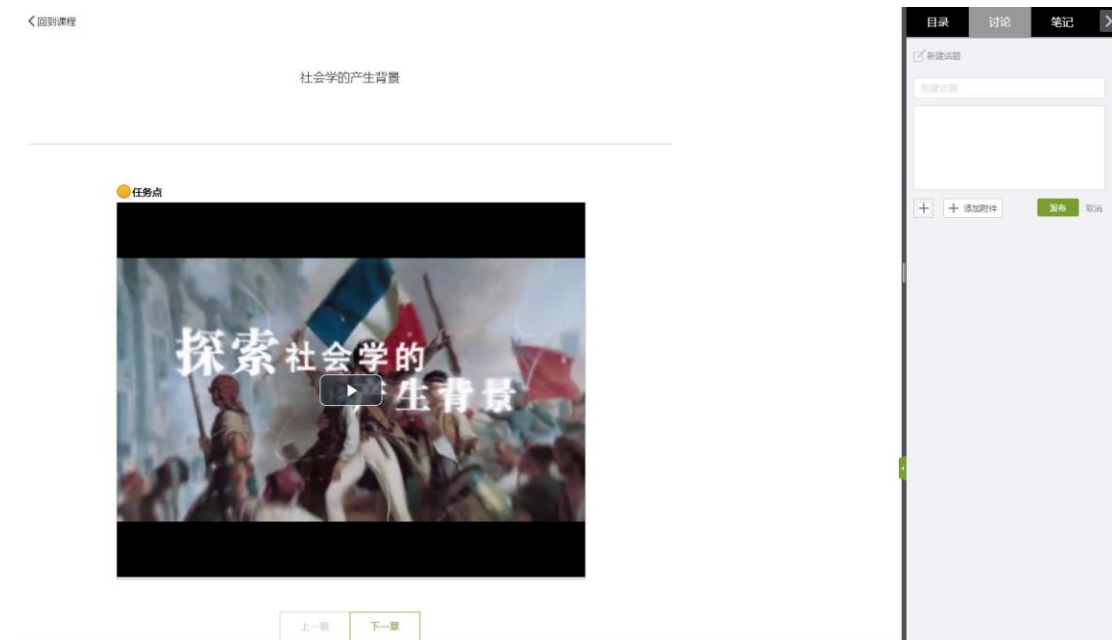 回到课程
社会学的产生背景
任务点
探索社会学的
产生背景
上一章 下一章
目录 讨论 笔记
新建话题
新建话题
添加附件 发布 取消